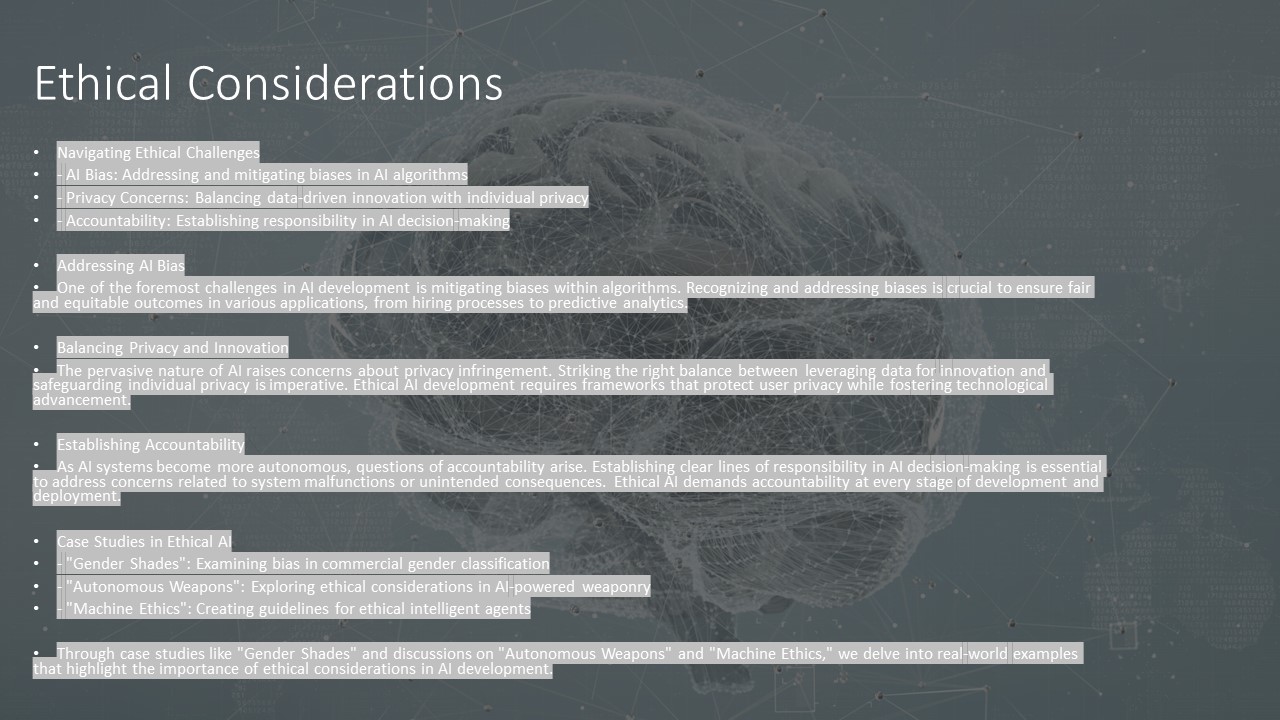 Ethical Considerations
• Navigating Ethical Challenges
• - AI Bias: Addressing and mitigating biases in AI algorithms
• - Privacy Concerns: Balancing data-driven innovation with individual privacy
• - Accountability: Establishing responsibility in AI decision-making
• Addressing AI Bias
• One of the foremost challenges in AI development is mitigating biases within algorithms. Recognizing and addressing biases is crucial to ensure fair
and equitable outcomes in various applications, from hiring processes to predictive analytics.
• Balancing Privacy and Innovation
• The pervasive nature of AI raises concerns about privacy infringement. Striking the right balance between leveraging data for innovation and
safeguarding individual privacy is imperative. Ethical AI development requires frameworks that protect user privacy while fostering technological
advancement.
• Establishing Accountability
• As AI systems become more autonomous, questions of accountability arise. Establishing clear lines of responsibility in AI decision-making is essential
to address concerns related to system malfunctions or unintended consequences. Ethical AI demands accountability at every stage of development and
deployment.
• Case Studies in Ethical AI
• - "Gender Shades": Examining bias in commercial gender classification
• - "Autonomous Weapons": Exploring ethical considerations in AI-powered weaponry
• - "Machine Ethics": Creating guidelines for ethical intelligent agents
• Through case studies like "Gender Shades" and discussions on "Autonomous Weapons" and "Machine Ethics," we delve into real-world examples
that highlight the importance of ethical considerations in AI development.